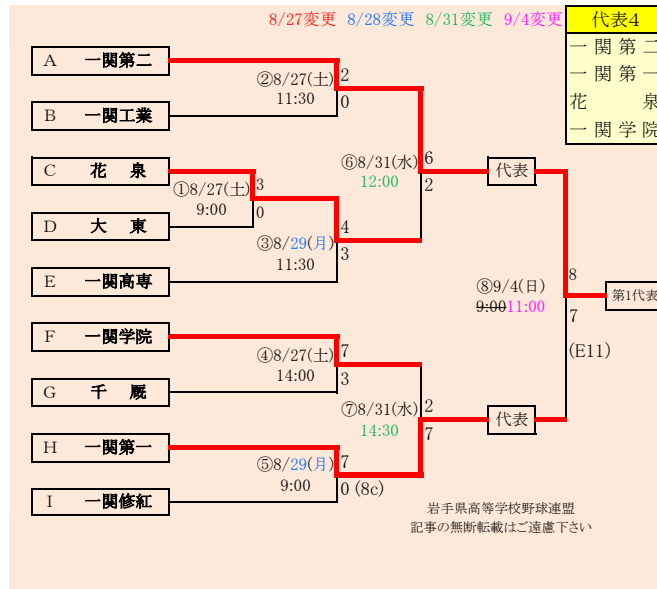 8/27変更 8/28変更 8/31変更 9/4変更
代表4
一関第二
一関第一
花 泉
一関学院
A 一関第二
②8/27(土) 2
11:30 0
B 一関工業
C 花 泉
①8/27(土) 3
9:00 0
⑥8/31(水) 6
12:00 2
代表
D 大 東
③8/29(月) 4
11:30 3
E 一関高専
⑧9/4(日) 8
9:0011:00 7
第1代表
(E11)
F 一関学院
④8/27(土) 7
14:00 3
G 千 厩
⑦8/31(水) 2
14:30 7
代表
H 一関第一
⑤8/29(月) 7
9:00 0 (8c)
I 一関修紅
岩手県高等学校野球連盟
記事の無断転載はご遠慮下さい